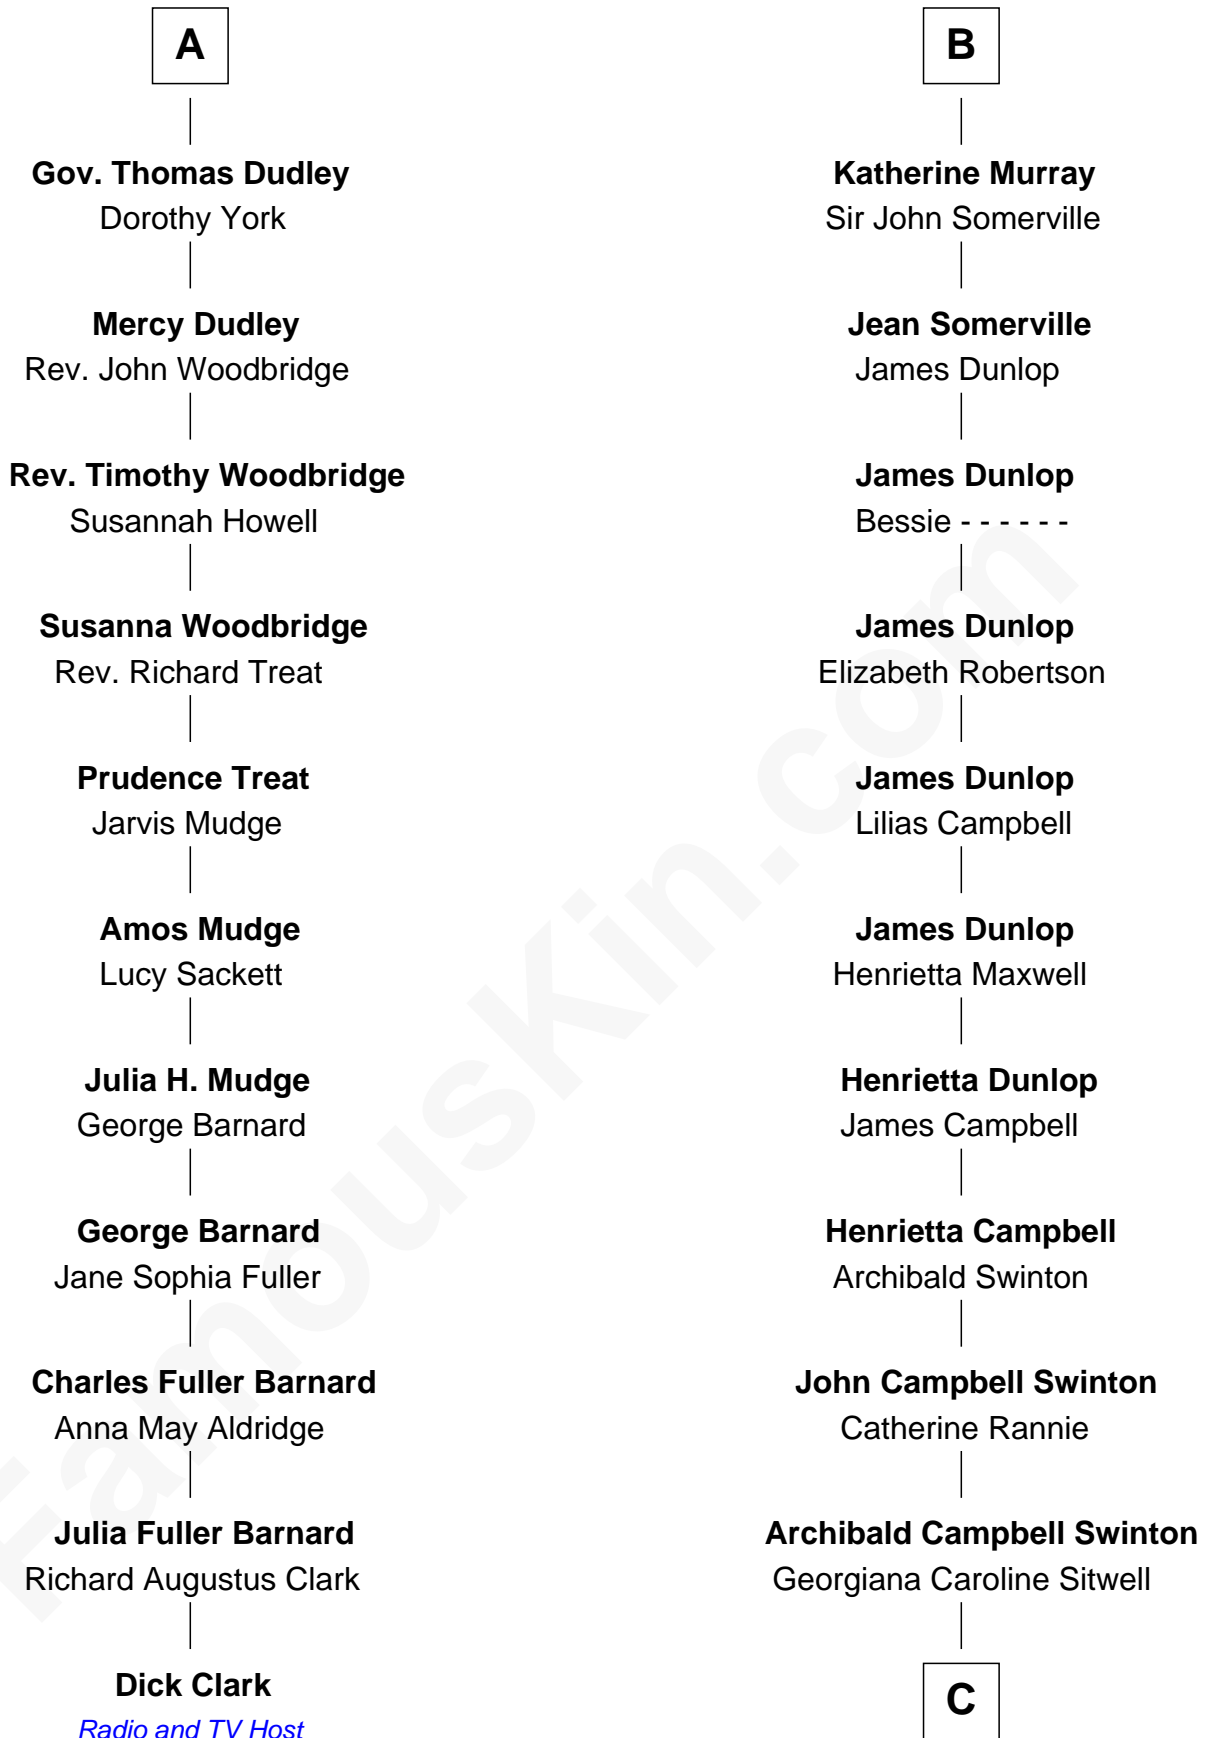 A
Gov. Thomas Dudley
Dorothy York
Mercy Dudley
Rev. John Woodbridge
Rev. Timothy Woodbridge
Susannah Howell
Susanna Woodbridge
Rev. Richard Treat
Prudence Treat
Jarvis Mudge
Amos Mudge
Lucy Sackett
Julia H. Mudge
George Barnard
George Barnard
Jane Sophia Fuller
Charles Fuller Barnard
Anna May Aldridge
Julia Fuller Barnard
Richard Augustus Clark
Dick Clark
Radio and TV Host
B
Katherine Murray
Sir John Somerville
Jean Somerville
James Dunlop
James Dunlop
Bessie - - - - - -
James Dunlop
Elizabeth Robertson
James Dunlop
Lilias Campbell
James Dunlop
Henrietta Maxwell
Henrietta Dunlop
James Campbell
Henrietta Campbell
Archibald Swinton
John Campbell Swinton
Catherine Rannie
Archibald Campbell Swinton
Georgiana Caroline Sitwell
C
FamousKin.com